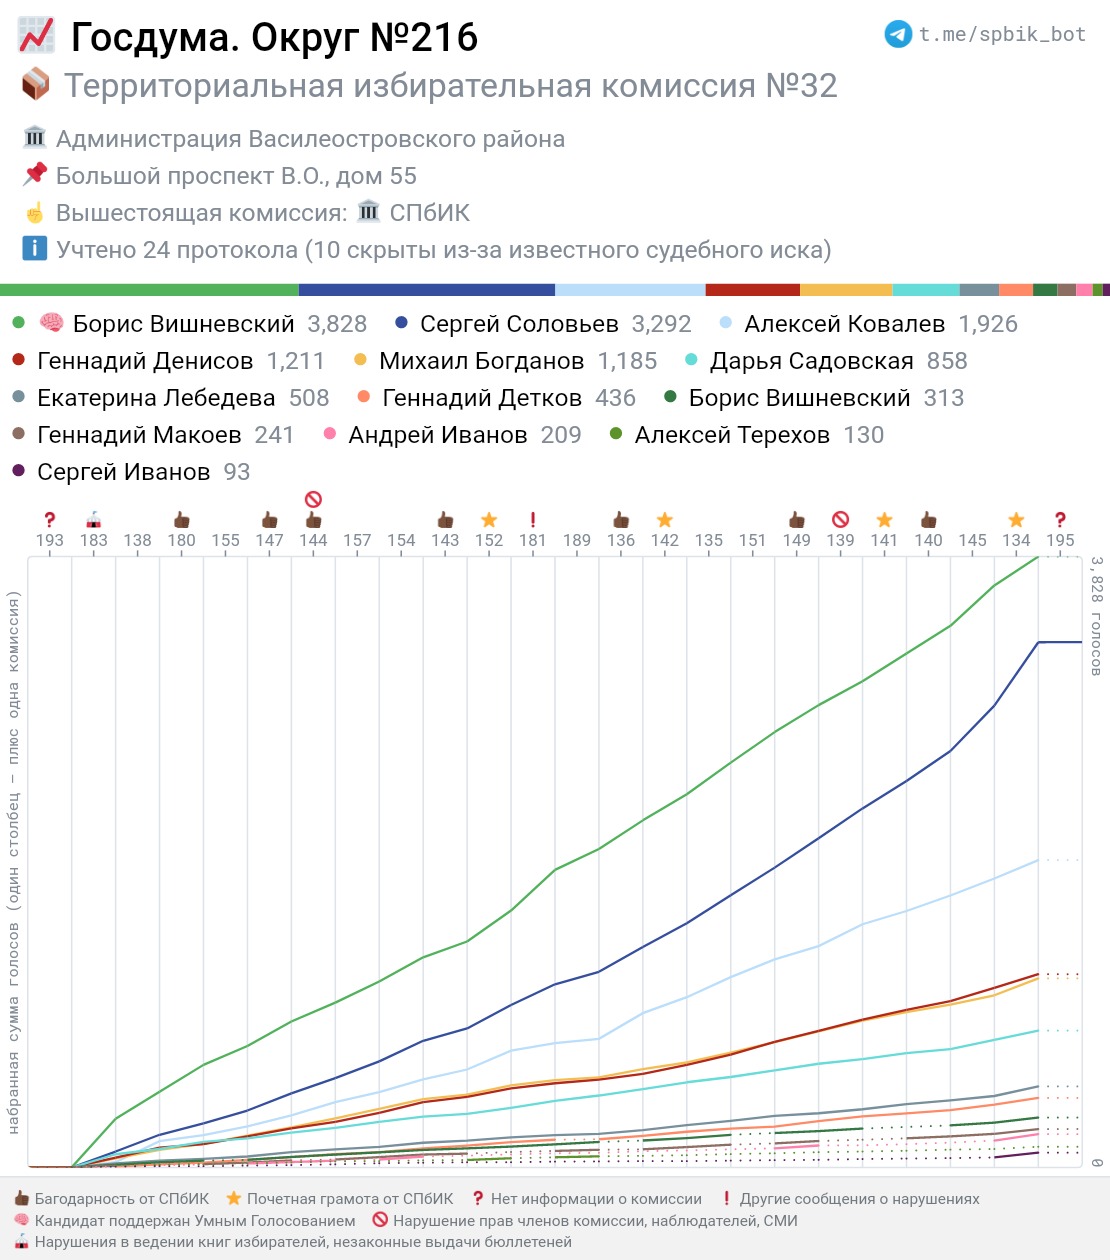 Госдума. Округ №216
t.me/spbik_bot
Территориальная избирательная комиссия №32
Администрация Василеостровского района
Большой проспект В.О., дом 55
Вышестоящая комиссия: СПбИК
Учтено 24 протокола (10 скрыты из-за известного судебного иска)
Борис Вишневский 3,828 Сергей Соловьев 3,292 Алексей Ковалев 1,926
Геннадий Денисов 1,211 Михаил Богданов 1,185 Дарья Садовская 858
Екатерина Лебедева 508 Геннадий Детков 436 Борис Вишневский 313
Геннадий Макоев 241 Андрей Иванов 209 Алексей Терехов 130
Сергей Иванов 93
193 183 138 180 155 147 144 157 154 143 152 181 189 136 142 135 151 149 139 141 140 145 134 195
набранная сумма голосов (один столбец – плюс одна комиссия)
3,828 голосов
0
Багодарность от СПбИК Почетная грамота от СПбИК Нет информации о комиссии Другие сообщения о нарушениях
Кандидат поддержан Умным Голосованием Нарушение прав членов комиссии, наблюдателей, СМИ
Нарушения в ведении книг избирателей, незаконные выдачи бюллетеней